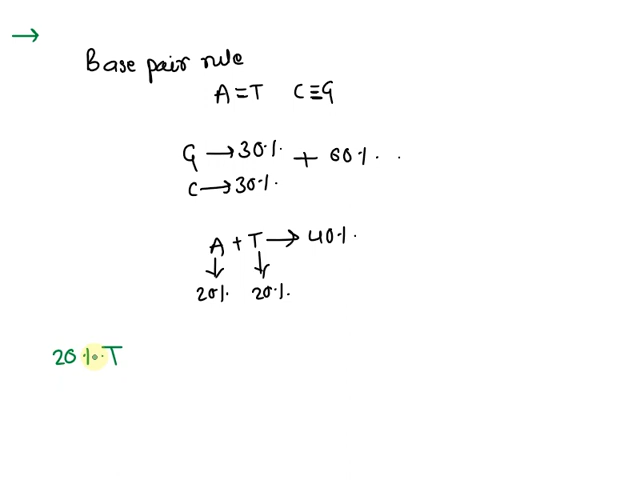 →
Base pair rule
A=T C≡G
G → 30% + 60% .
C → 30%.
A + T → 40%.
↓ ↓
20% 20%.
20% T